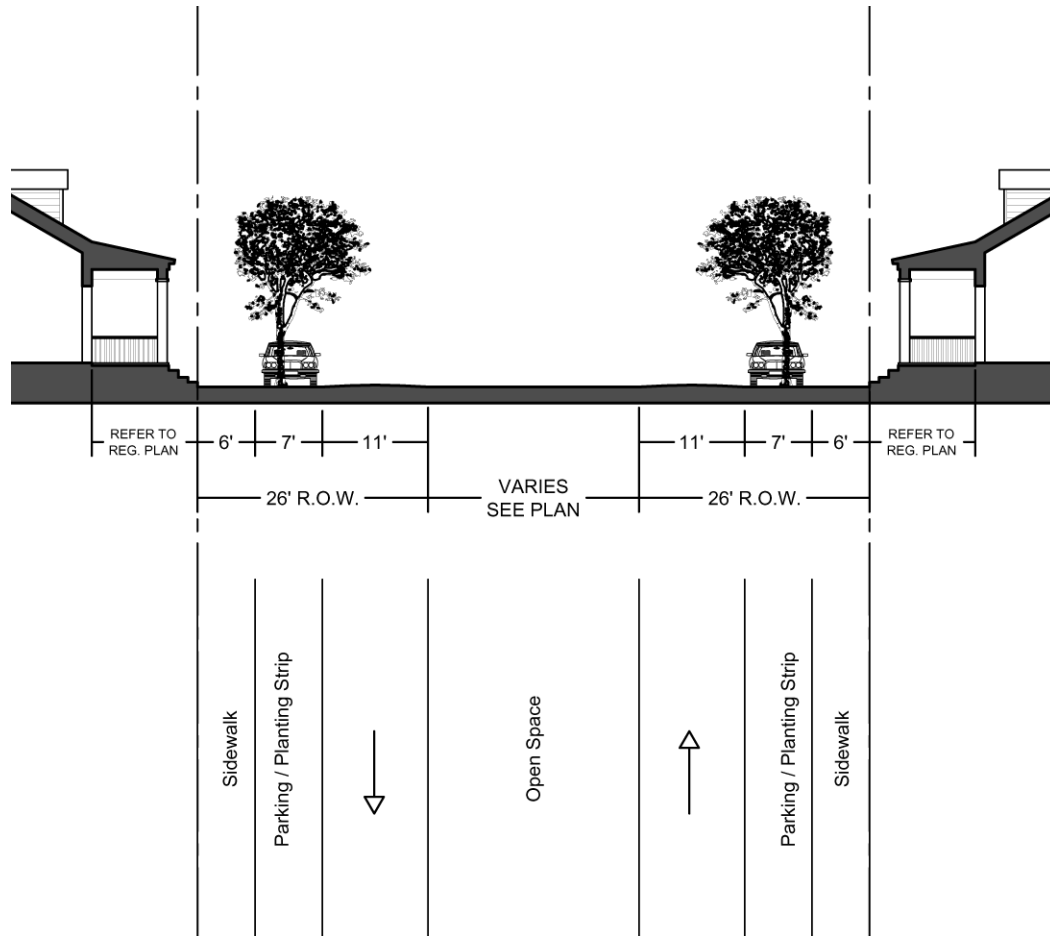 REFER TO
REG. PLAN
6'
7'
11'
11'
7'
6'
REFER TO
REG. PLAN
26' R.O.W.
VARIES
SEE PLAN
26' R.O.W.
Sidewalk
Parking / Planting Strip
Open Space
Parking / Planting Strip
Sidewalk